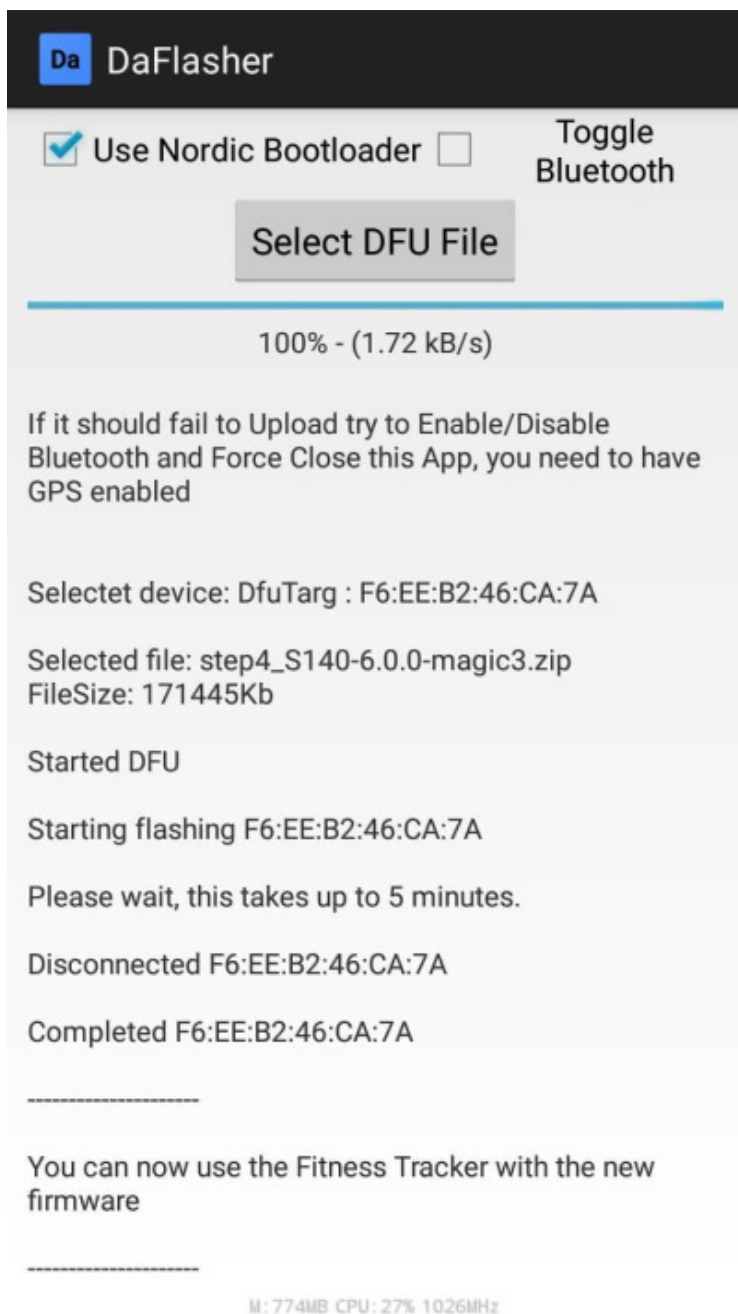 Da DaFlasher
Use Nordic Bootloader
Toggle
Bluetooth
Select DFU File
100% - (1.72 kB/s)
If it should fail to Upload try to Enable/Disable
Bluetooth and Force Close this App, you need to have
GPS enabled
Selectet device: DfuTarg : F6:EE:B2:46:CA:7A
Selected file: step4_S140-6.0.0-magic3.zip
FileSize: 171445Kb
Started DFU
Starting flashing F6:EE:B2:46:CA:7A
Please wait, this takes up to 5 minutes.
Disconnected F6:EE:B2:46:CA:7A
Completed F6:EE:B2:46:CA:7A
---------------------
You can now use the Fitness Tracker with the new
firmware
---------------------
M: 774MB CPU: 27% 1026MHz